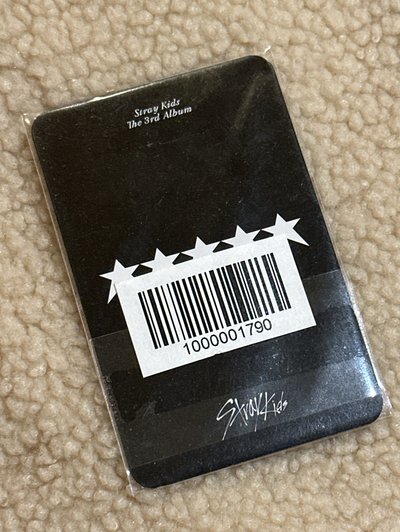 Stray Kids
The 3rd Album
1000001790
Stray Kids